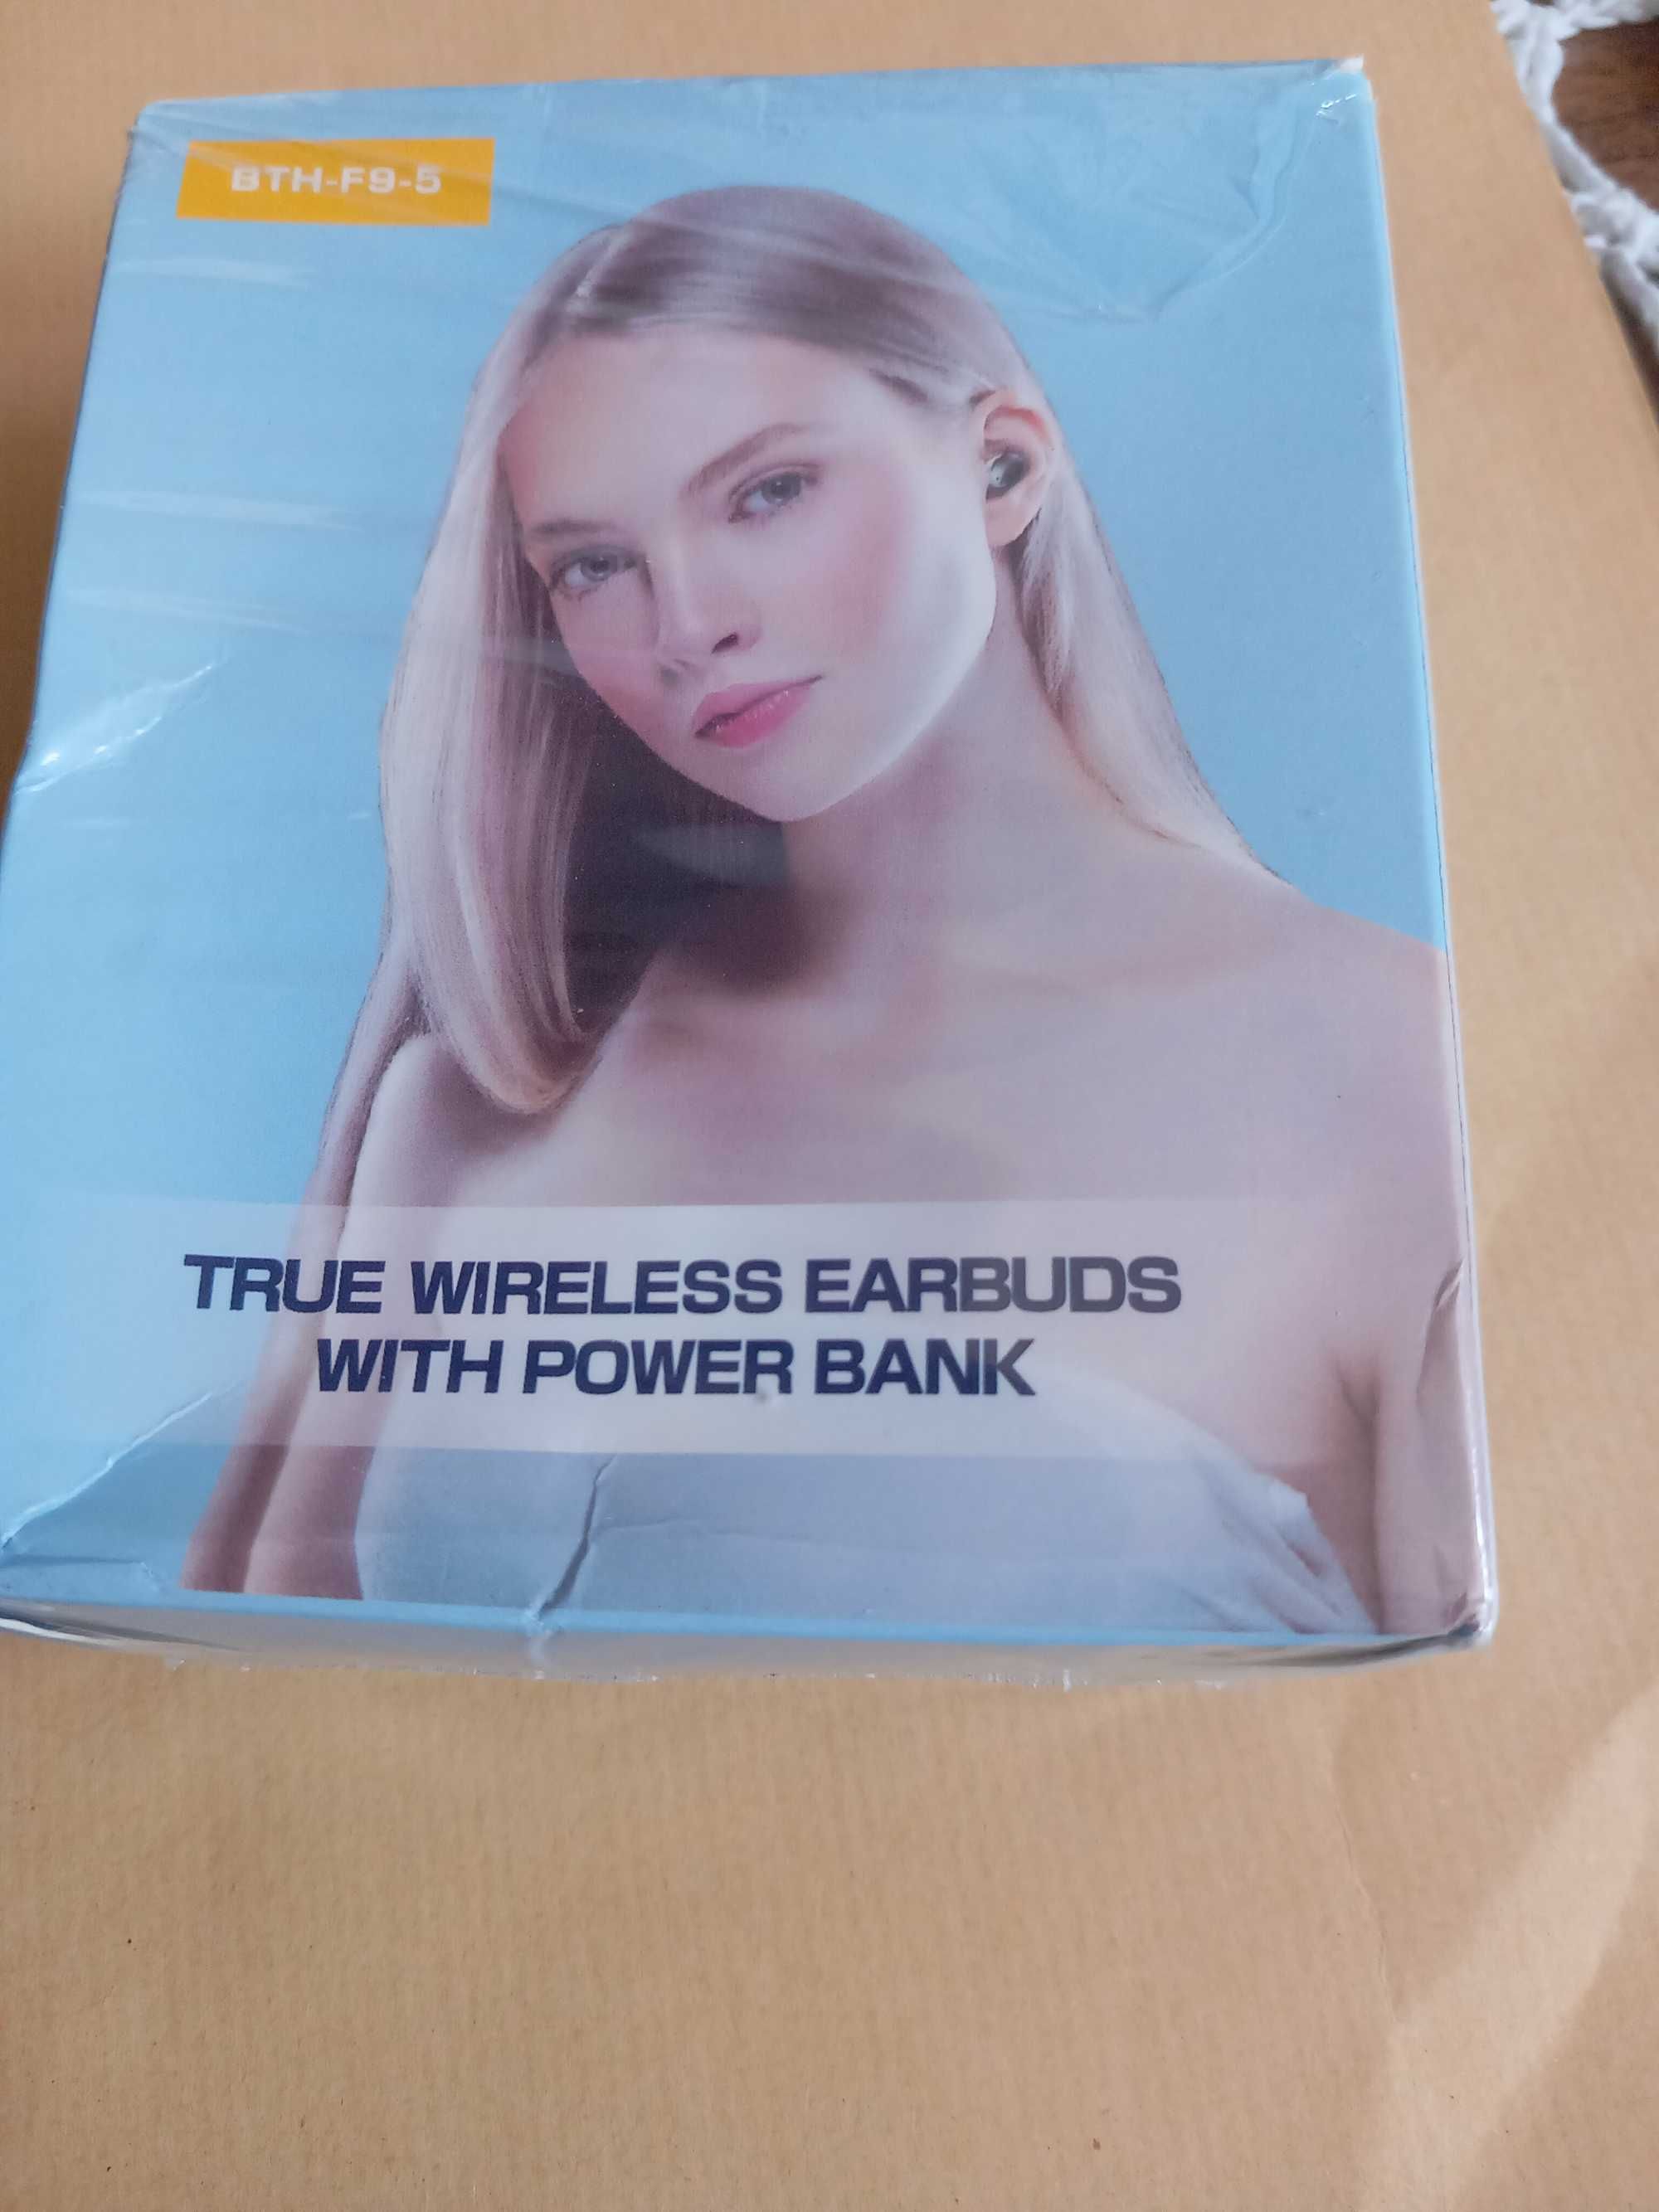 BTH-F9-5
TRUE WIRELESS EARBUDS
WITH POWER BANK